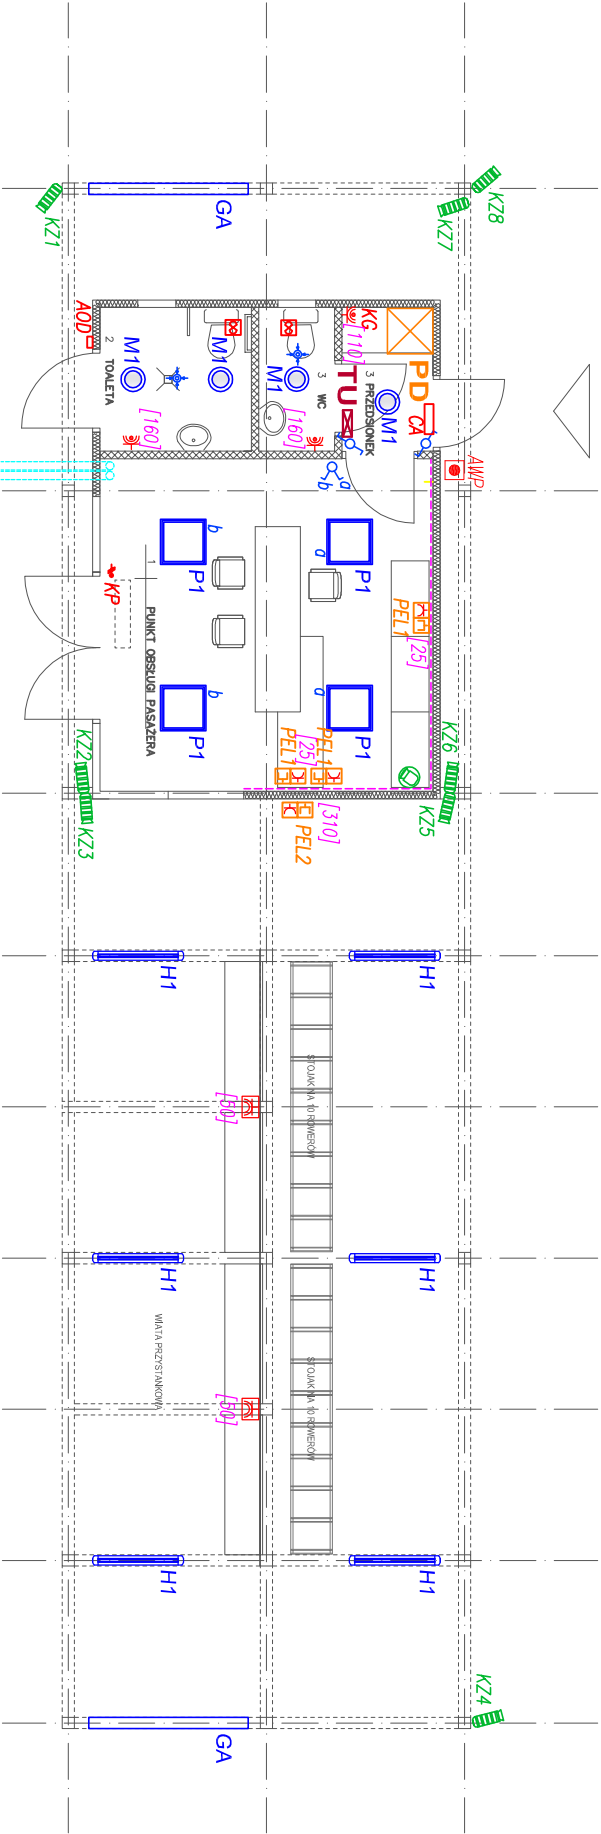 KZ8
KZ7
KZ1
GA
AOD
KG
[110]
PD
CA
AWP
2 TOALETA
M1
M1
M1
3 WC
TU
3 PRZEDSIONEK
M1
[160]
[160]
a
b
b
P1
a
P1
KP
1
PUNKT OBSŁUGI PASAŻERA
PEL1
[25]
b
P1
a
P1
PEL1
[25]
PEL1
KZ2
KZ3
KZ6
KZ5
[310]
PEL2
H1
H1
STOJAK NA 10 ROWERÓW
[50]
H1
H1
WIATA PRZYSTANKOWA
STOJAK NA 10 ROWERÓW
[50]
H1
H1
KZ4
GA